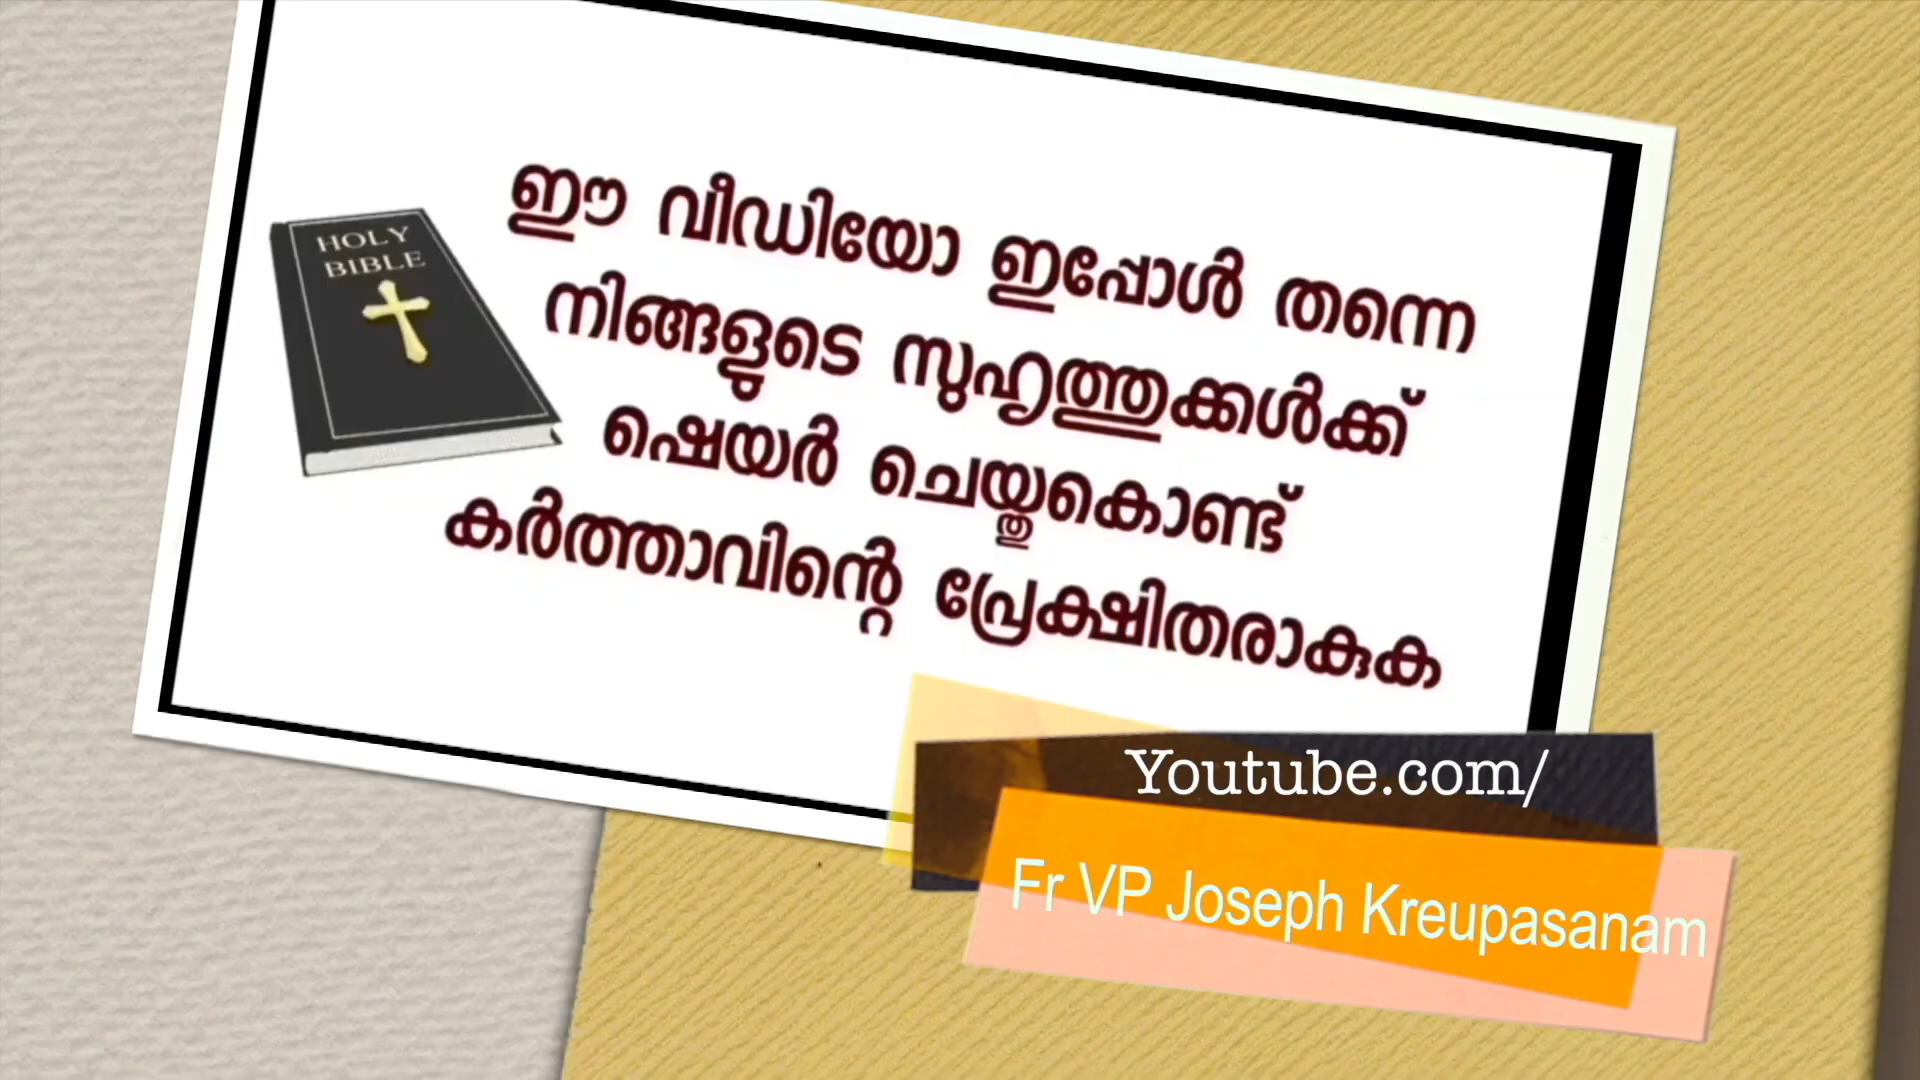 HOLY
BIBLE
ഈ വീഡിയോ ഇപ്പോൾ തന്നെ
നിങ്ങളുടെ സുഹൃത്തുക്കൾക്ക്
ഷെയർ ചെയ്തുകൊണ്ട്
കർത്താവിന്റെ പ്രേക്ഷിതരാകുക
Youtube.com/
Fr VP Joseph Kreupasanam